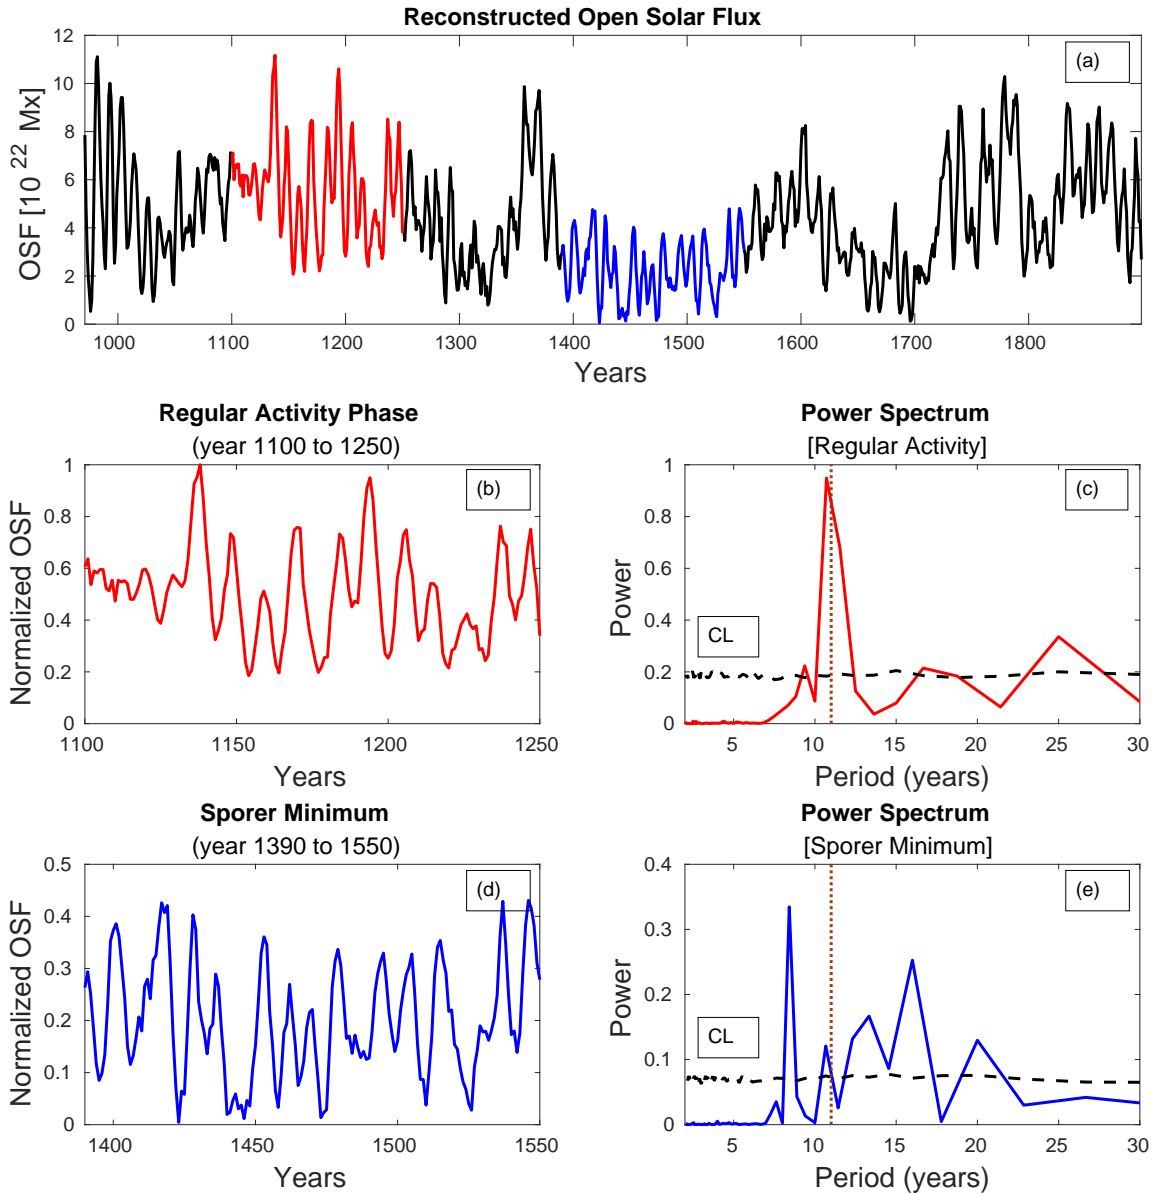 Reconstructed Open Solar Flux
12
10
8
6
4
2
0
OSF [10 22 Mx]
(a)
1000 1100 1200 1300 1400 1500 1600 1700 1800
Years
Regular Activity Phase
(year 1100 to 1250)
1
0.8
0.6
0.4
0.2
0
Normalized OSF
(b)
1100 1150 1200 1250
Years
Power Spectrum
[Regular Activity]
1
0.8
0.6
0.4
0.2
0
Power
(c)
CL
5 10 15 20 25 30
Period (years)
Sporer Minimum
(year 1390 to 1550)
0.5
0.4
0.3
0.2
0.1
0
Normalized OSF
(d)
1400 1450 1500 1550
Years
Power Spectrum
[Sporer Minimum]
0.4
0.3
0.2
0.1
0
Power
(e)
CL
5 10 15 20 25 30
Period (years)